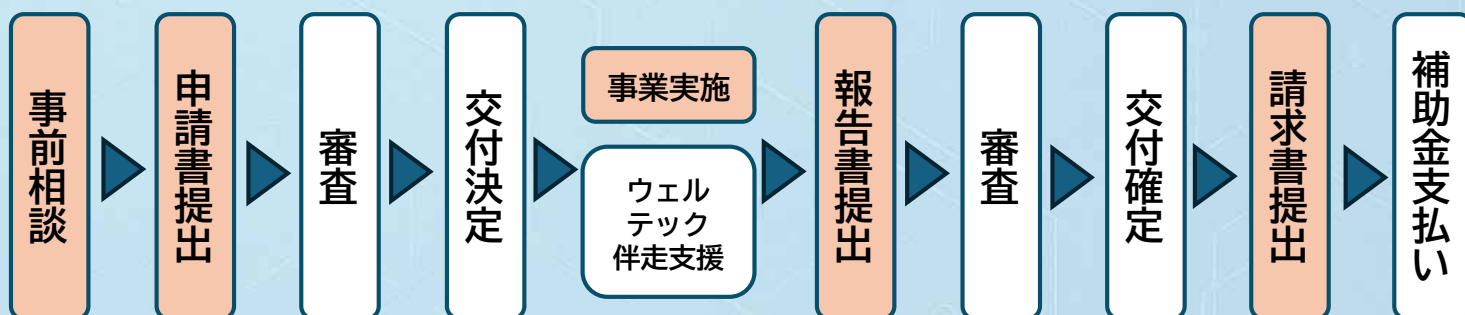 事前相談
申請書提出
審査
交付決定
事業実施
ウェル
テック
伴走支援
報告書提出
審査
交付確定
請求書提出
補助金支払い